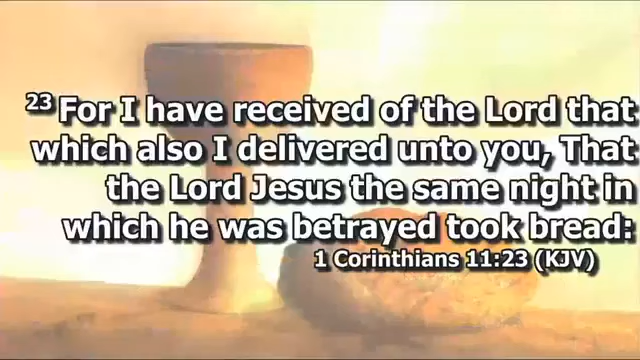 23 For I have received of the Lord that
which also I delivered unto you, That
the Lord Jesus the same night in
which he was betrayed took bread:
1 Corinthians 11:23 (KJV)